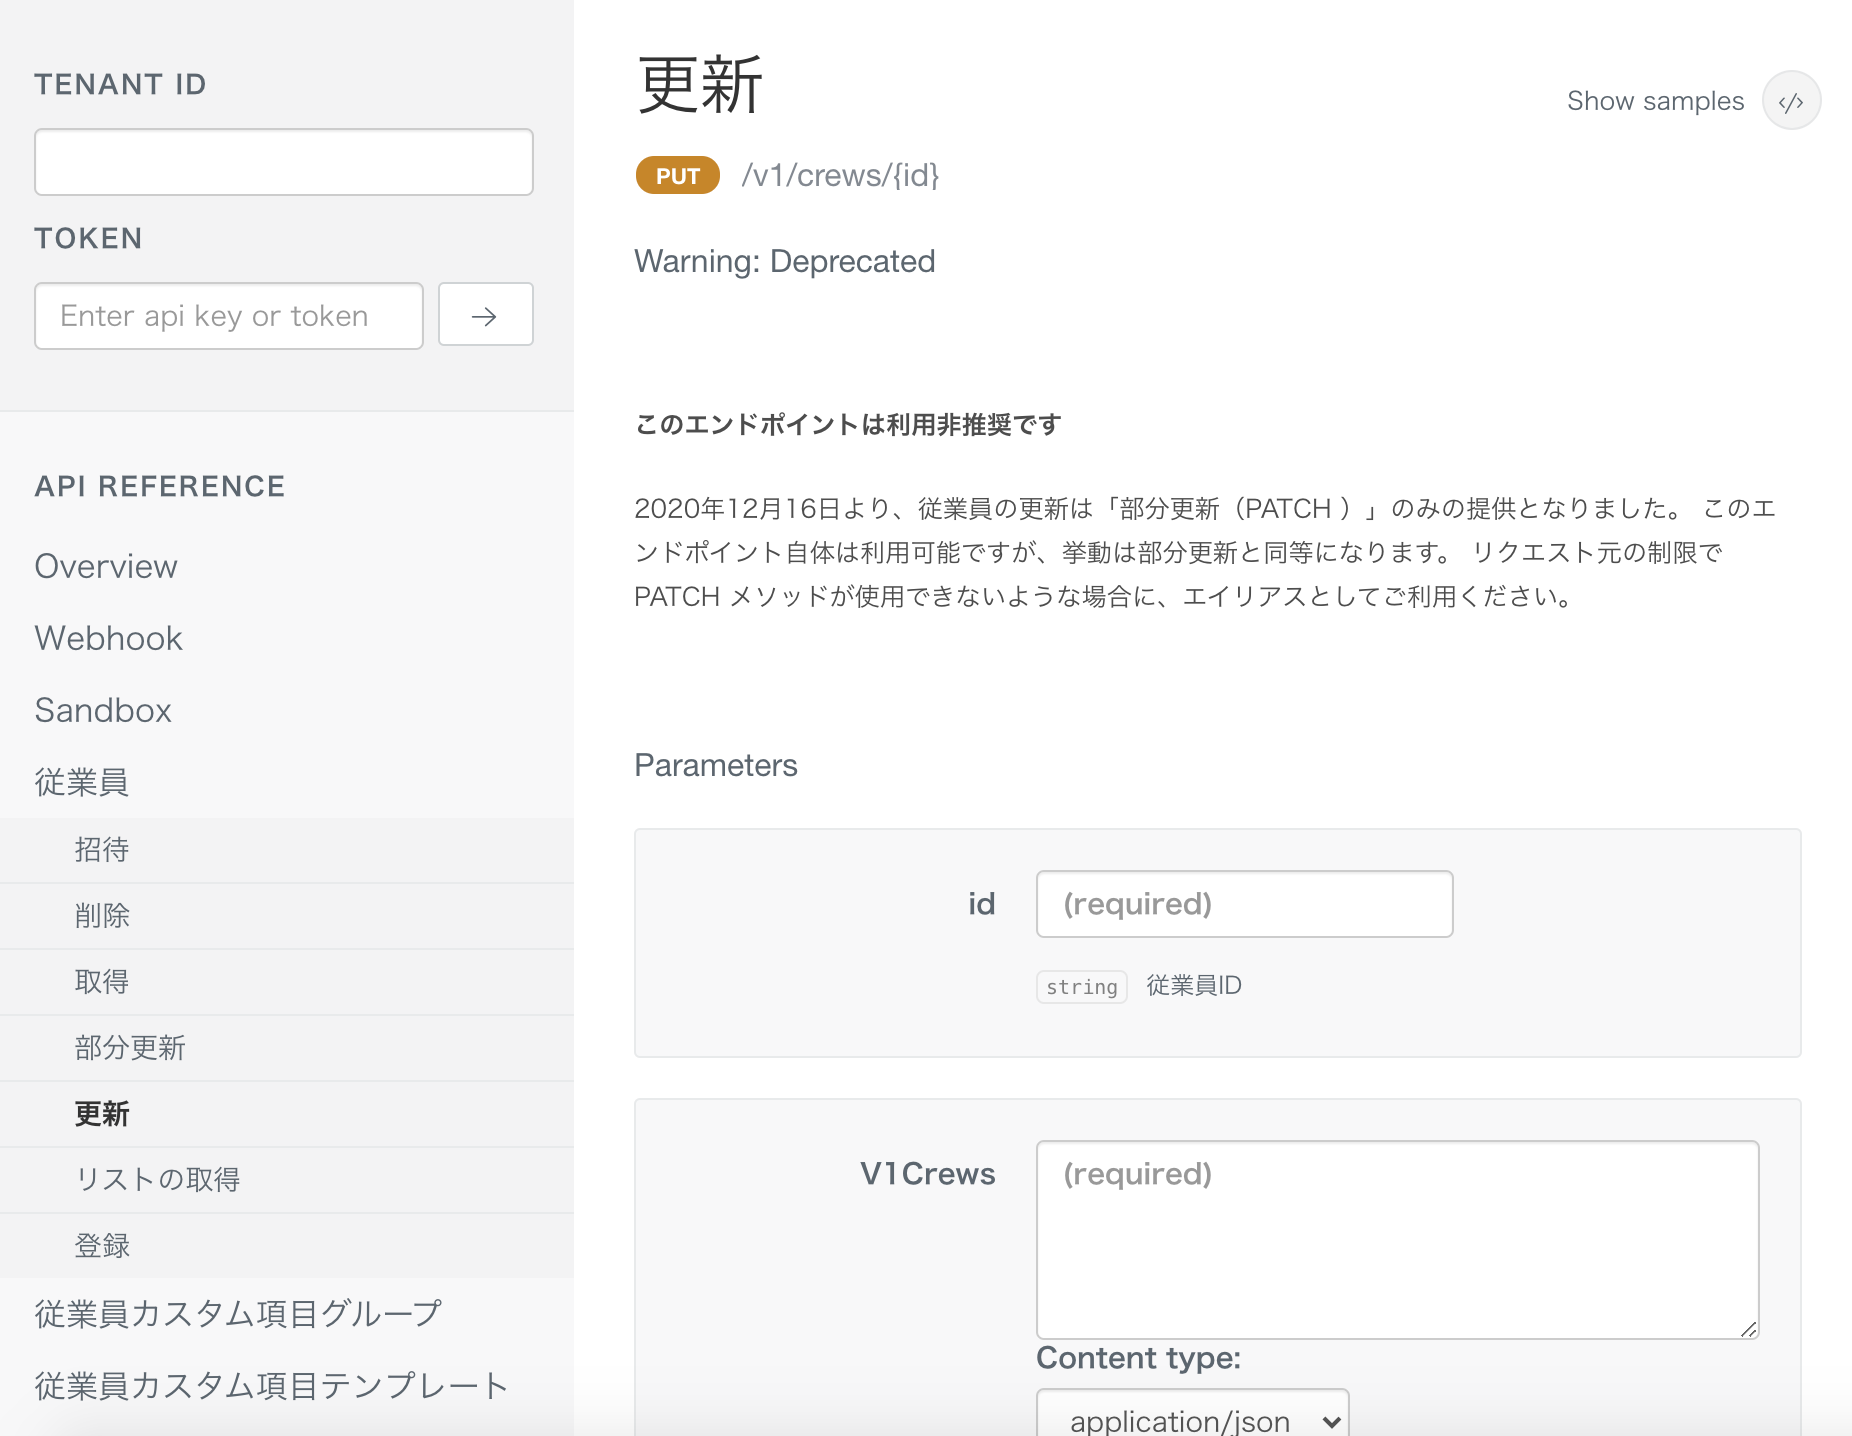 TENANT ID
TOKEN
Enter api key or token
API REFERENCE
Overview
Webhook
Sandbox
従業員
招待
削除
取得
部分更新
更新
リストの取得
登録
従業員カスタム項目グループ
従業員カスタム項目テンプレート
更新
Show samples
</>
PUT /v1/crews/{id}
Warning: Deprecated
このエンドポイントは利用非推奨です
2020年12月16日より、従業員の更新は「部分更新（PATCH ）」のみの提供となりました。 このエ
ンドポイント自体は利用可能ですが、挙動は部分更新と同等になります。 リクエスト元の制限で
PATCH メソッドが使用できないような場合に、エイリアスとしてご利用ください。
Parameters
id (required)
string 従業員ID
V1Crews (required)
Content type:
application/json